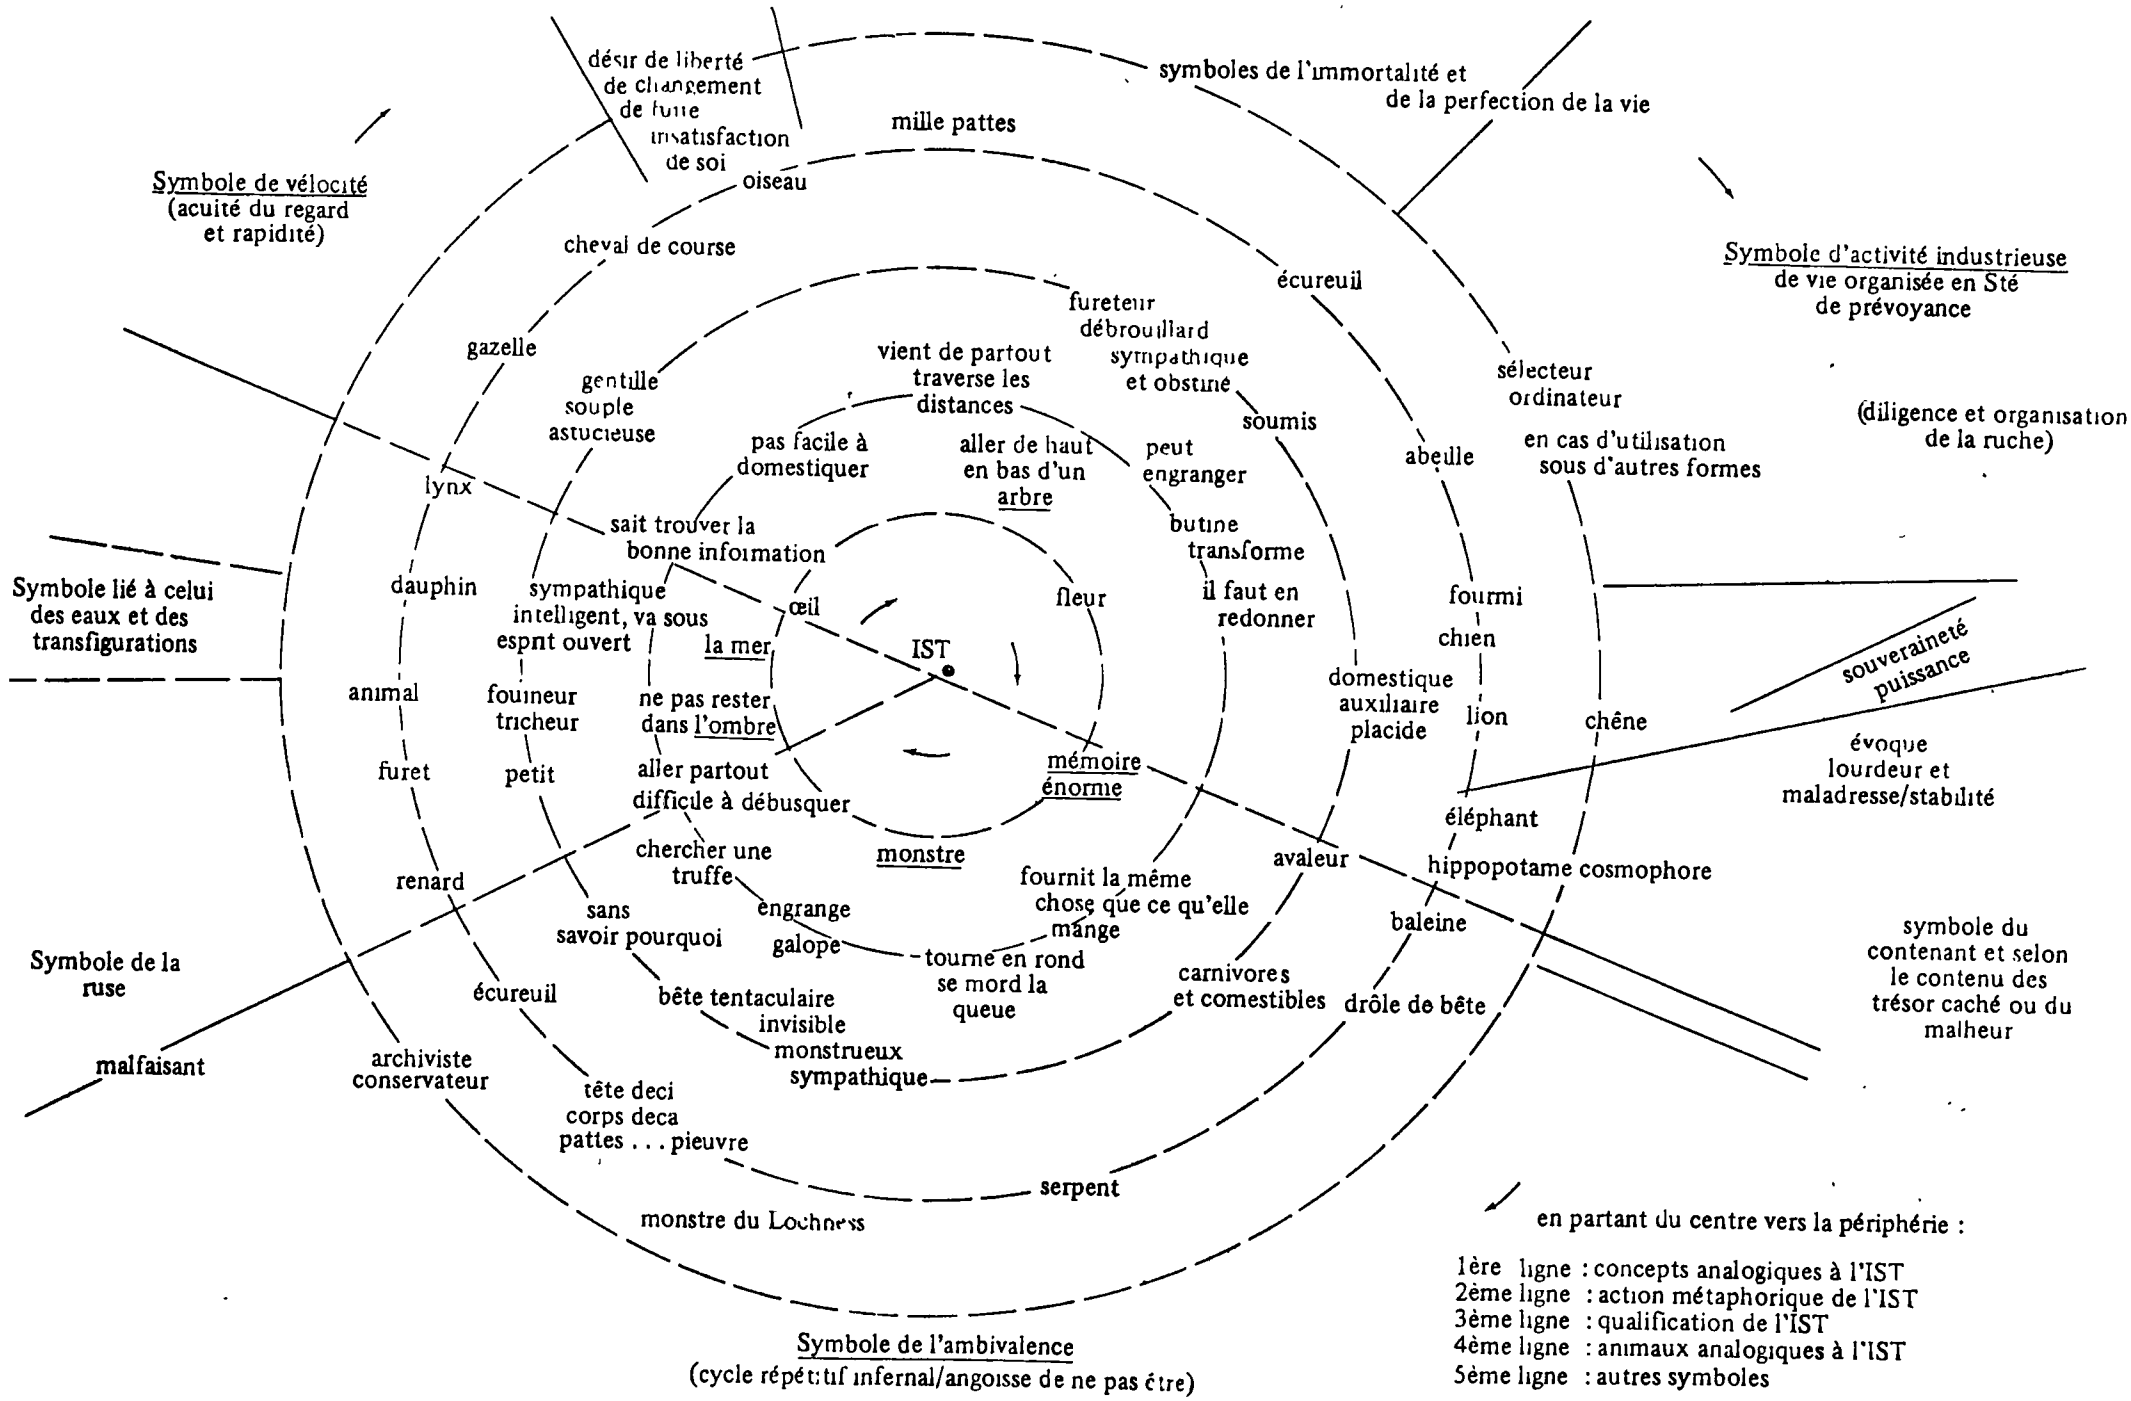 désir de liberté
de changement
de fuite
insatisfaction
de soi
symboles de l'immortalité et
de la perfection de la vie
mille pattes
Symbole de vélocité
(acuité du regard
et rapidité)
oiseau
cheval de course
écureuil
Symbole d'activité industrieuse
de vie organisée en Sté
de prévoyance
gazelle
fureteur
débrouillard
sympathique
et obstiné
vient de partout
traverse les
distances
sélecteur
ordinateur
gentille
souple
astucieuse
soumis
(diligence et organisation
de la ruche)
pas facile à
domestiquer
aller de haut
en bas d'un
arbre
peut
engranger
abeille
en cas d'utilisation
sous d'autres formes
lynx
sait trouver la
bonne information
butine
transforme
Symbole lié à celui
des eaux et des
transfigurations
dauphin
sympathique
intelligent, va sous
esprit ouvert
la mer
œil
fleur
il faut en
redonner
fourmi
chien
IST
souveraineté
puissance
animal
fouineur
tricheur
ne pas rester
dans l'ombre
domestique
auxiliaire
placide
lion
chêne
évoque
lourdeur et
maladresse/stabilité
furet
petit
aller partout
difficile à débusquer
mémoire
énorme
éléphant
chercher une
truffe
monstre
avaleur
hippopotame cosmophore
renard
fournit la même
chose que ce qu'elle
mange
sans
savoir pourquoi
engrange
galope
baleine
symbole du
contenant et selon
le contenu des
trésor caché ou du
malheur
Symbole de la
ruse
tourne en rond
se mord la
queue
carnivores
et comestibles
drôle de bête
écureuil
bête tentaculaire
invisible
monstrueux
sympathique
malfaisant
archiviste
conservateur
tête deci
corps deca
pattes ... pieuvre
serpent
monstre du Lochness
en partant du centre vers la périphérie :
1ère ligne : concepts analogiques à l'IST
2ème ligne : action métaphorique de l'IST
3ème ligne : qualification de l'IST
4ème ligne : animaux analogiques à l'IST
5ème ligne : autres symboles
Symbole de l'ambivalence
(cycle répétitif infernal/angoisse de ne pas être)